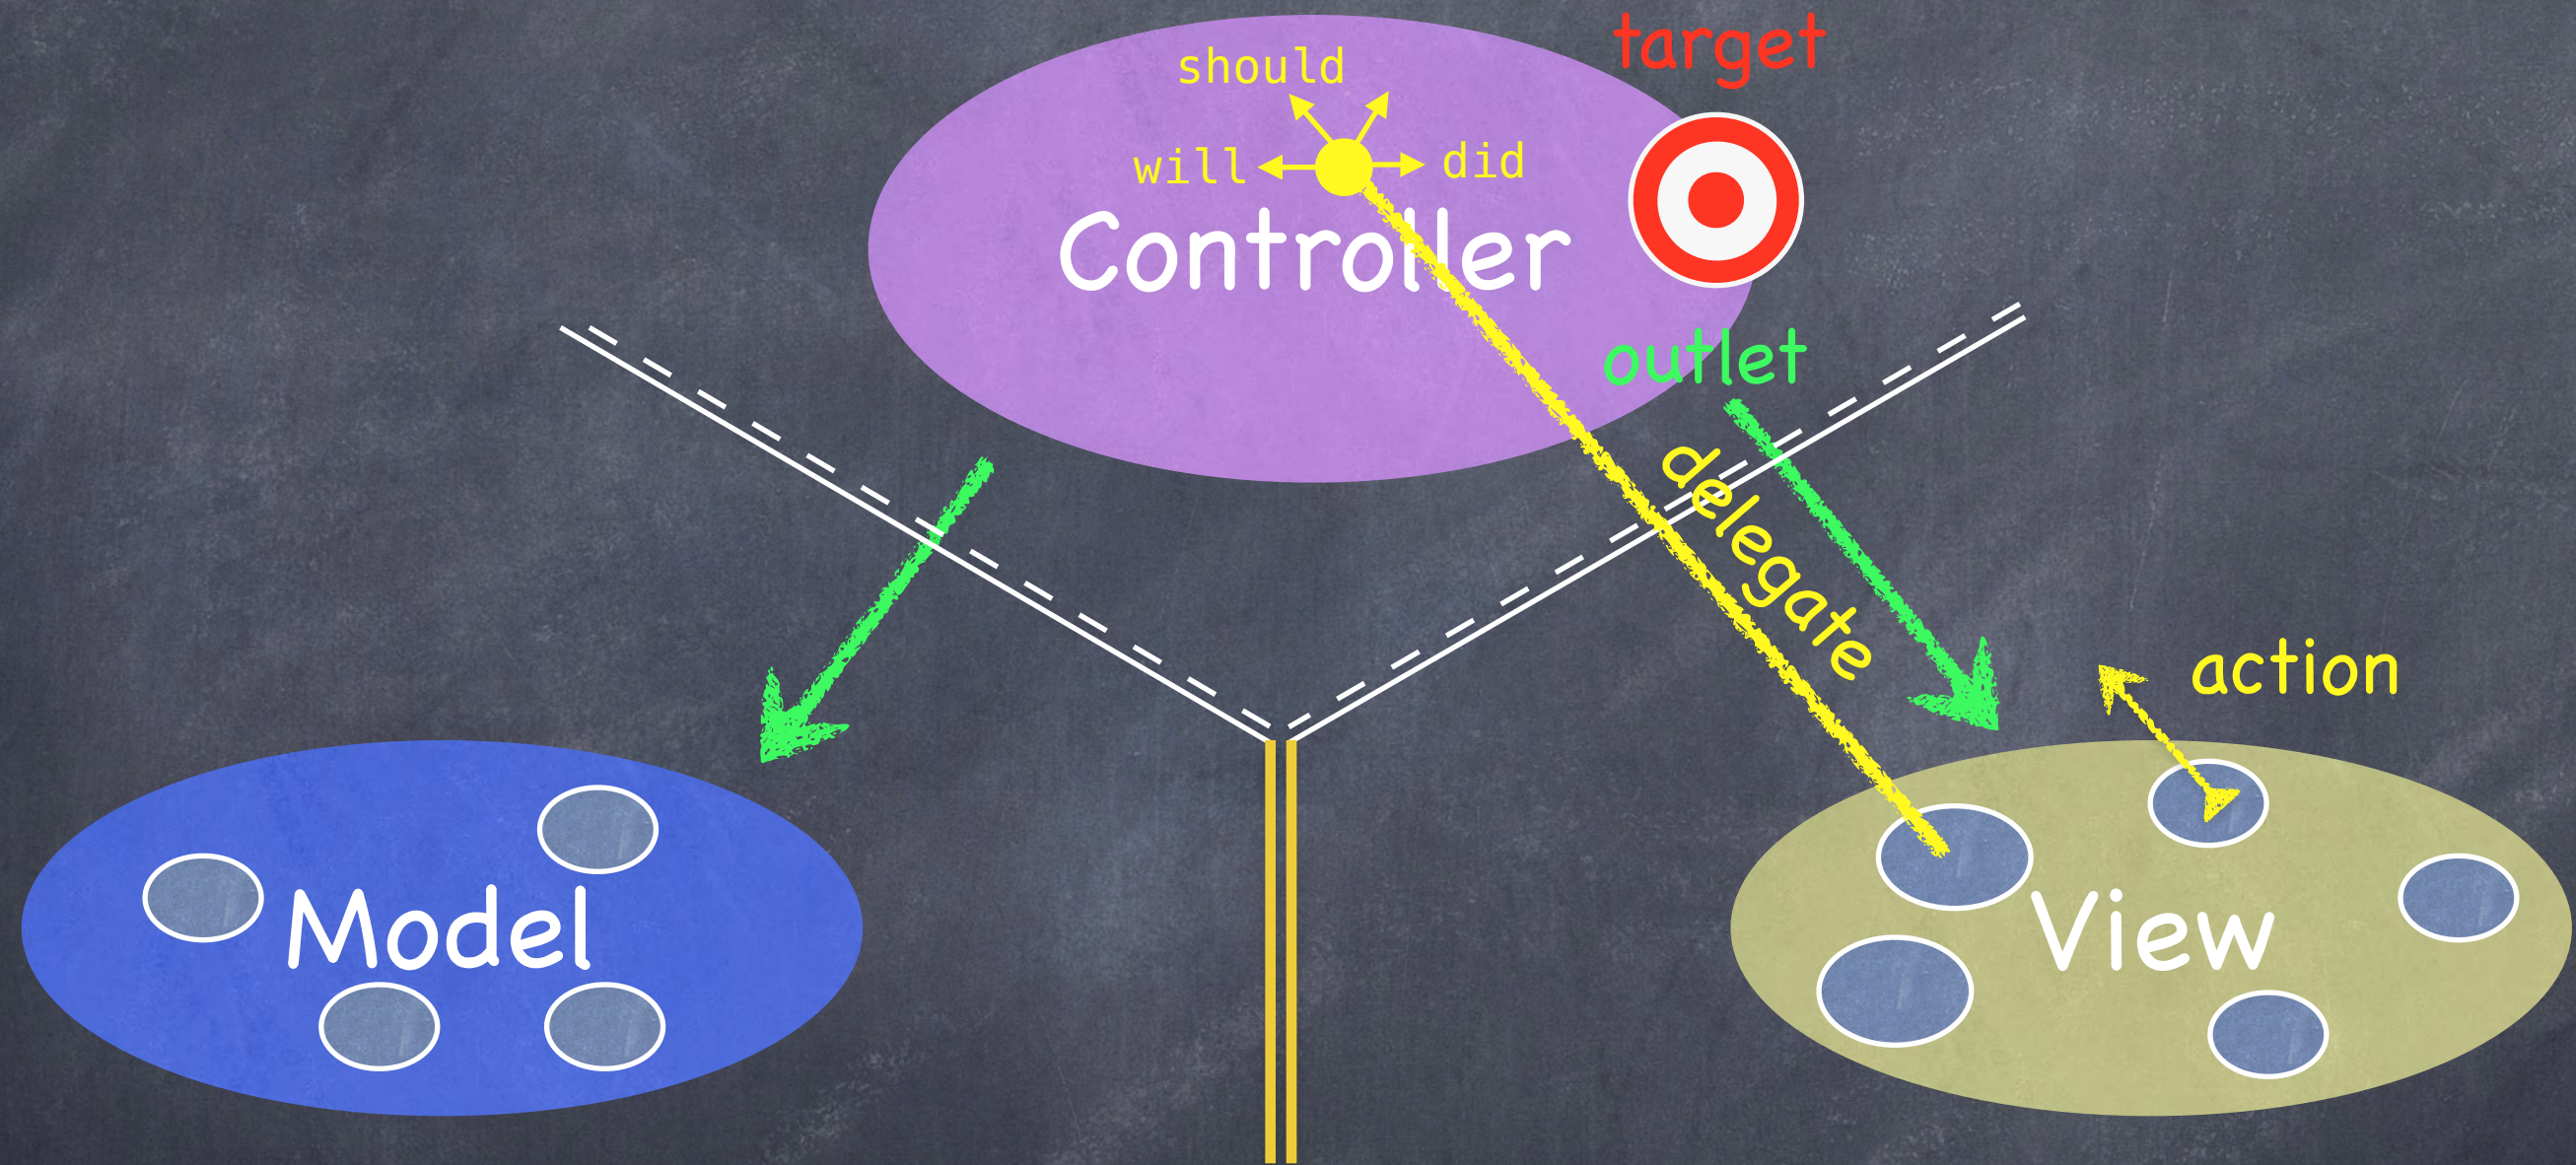 target
should
will
did
Controller
outlet
delegate
action
Model
View